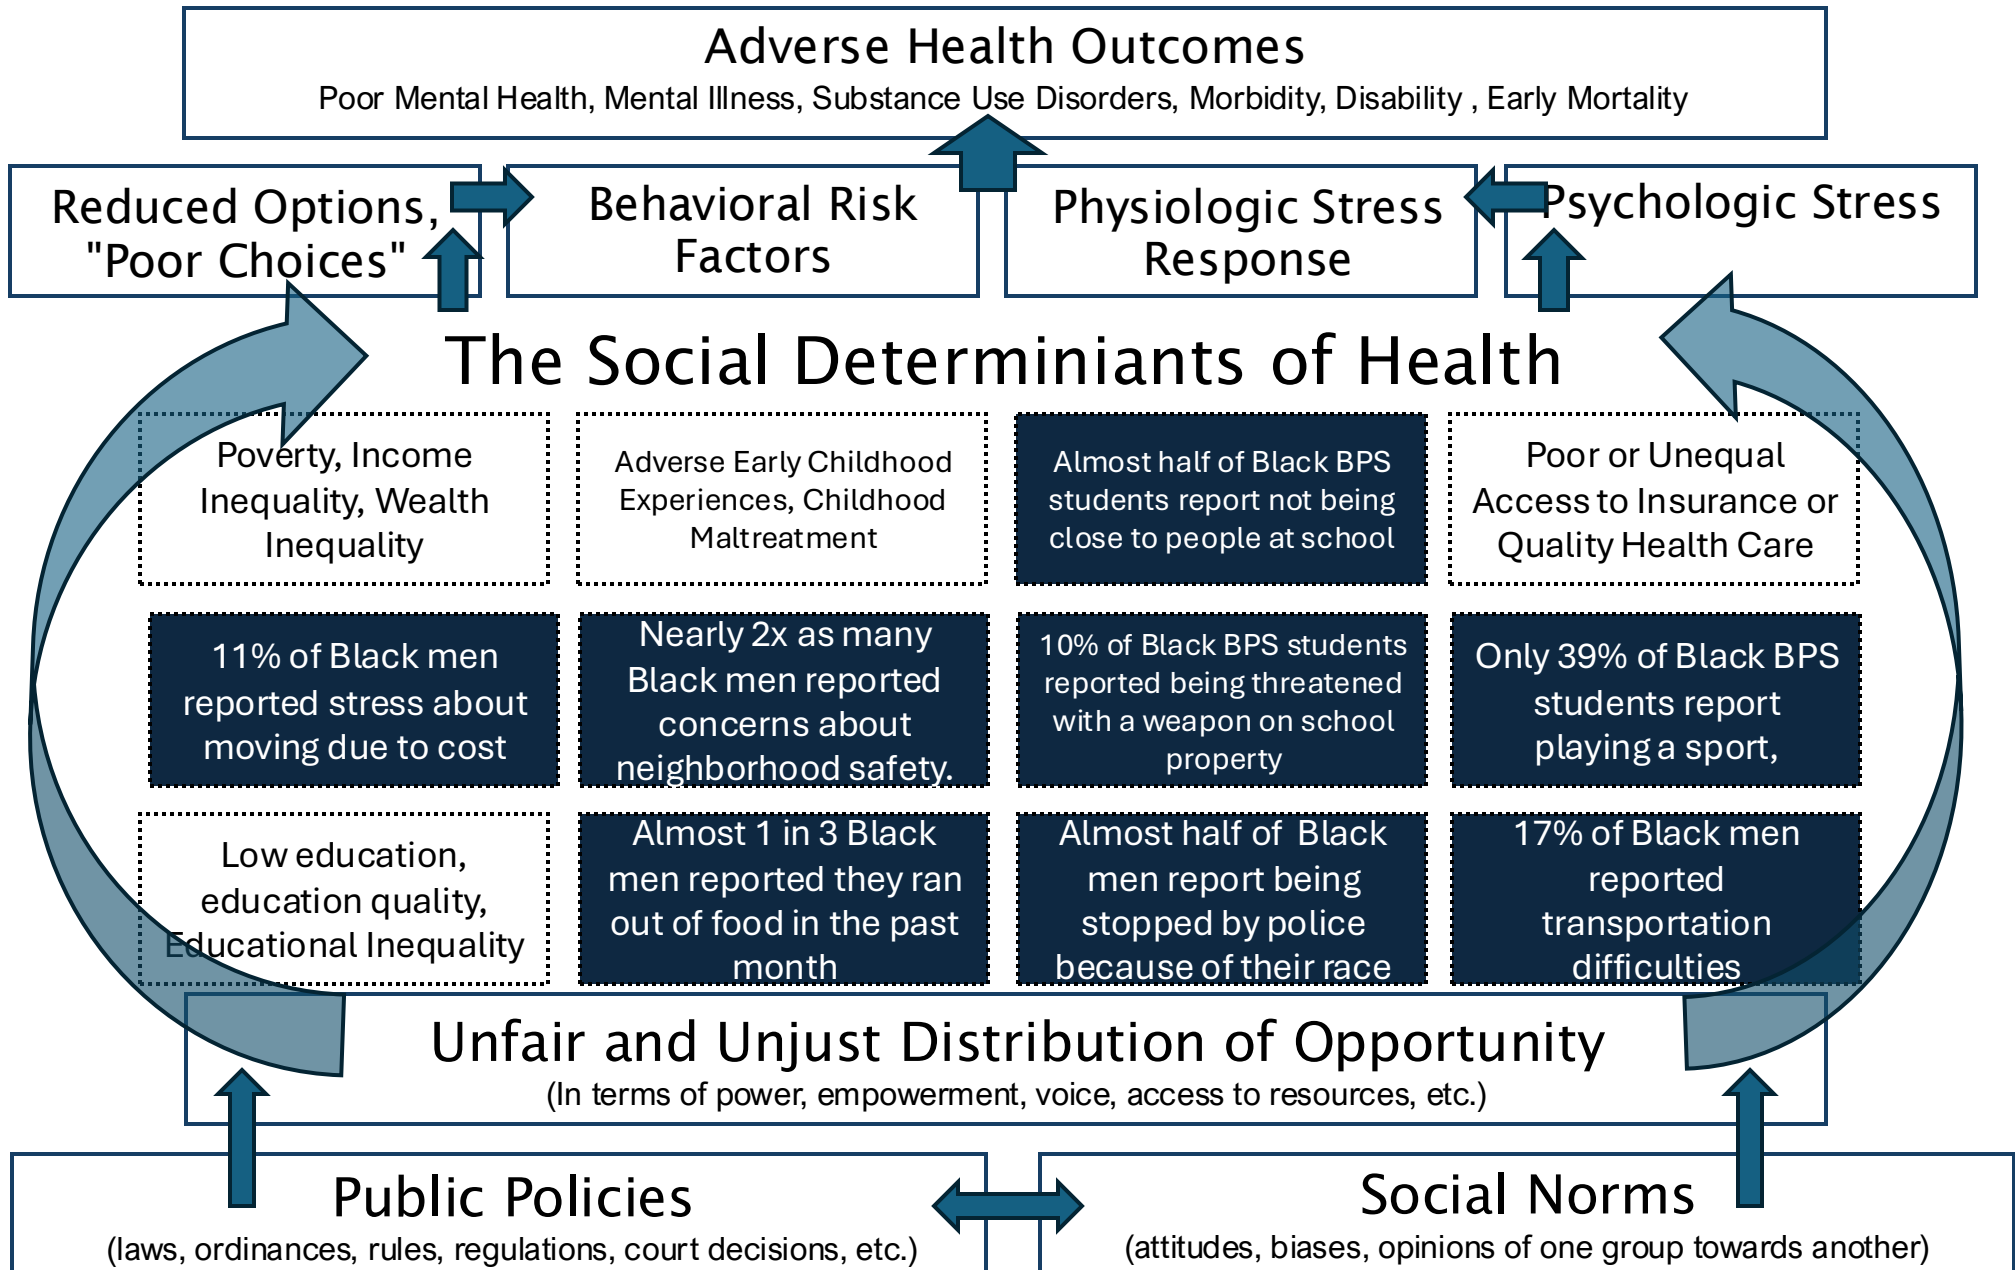 Adverse Health Outcomes
Poor Mental Health, Mental Illness, Substance Use Disorders, Morbidity, Disability , Early Mortality
Reduced Options,
"Poor Choices"
Behavioral Risk
Factors
Physiologic Stress
Response
Psychologic Stress
The Social Determiniants of Health
Poverty, Income
Inequality, Wealth
Inequality
Adverse Early Childhood
Experiences, Childhood
Maltreatment
Almost half of Black BPS
students report not being
close to people at school
Poor or Unequal
Access to Insurance or
Quality Health Care
11% of Black men
reported stress about
moving due to cost
Nearly 2x as many
Black men reported
concerns about
neighborhood safety.
10% of Black BPS students
reported being threatened
with a weapon on school
property
Only 39% of Black BPS
students report
playing a sport,
Low education,
education quality,
Educational Inequality
Almost 1 in 3 Black
men reported they ran
out of food in the past
month
Almost half of Black
men report being
stopped by police
because of their race
17% of Black men
reported
transportation
difficulties
Unfair and Unjust Distribution of Opportunity
(In terms of power, empowerment, voice, access to resources, etc.)
Public Policies
(laws, ordinances, rules, regulations, court decisions, etc.)
Social Norms
(attitudes, biases, opinions of one group towards another)